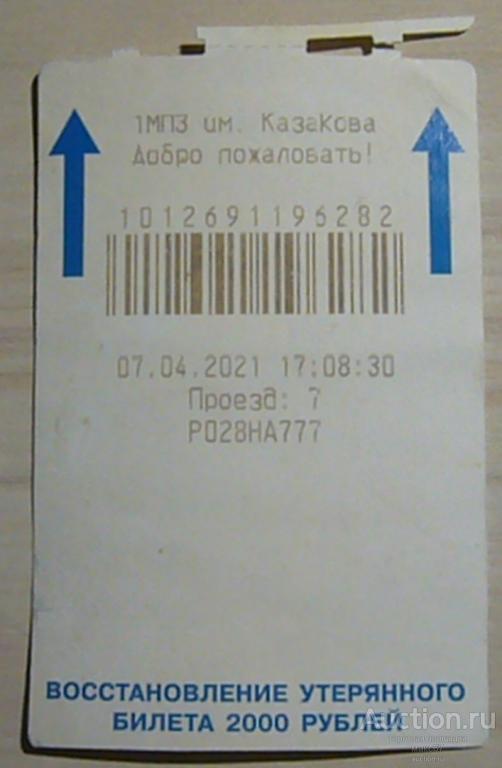 1МПЗ им. Казакова
Добро пожаловать!
1012691196282
07.04.2021 17:08:30
Проезд: 7
Р028НА777
ВОССТАНОВЛЕНИЕ УТЕРЯННОГО
БИЛЕТА 2000 РУБЛЕЙ
Auction.ru